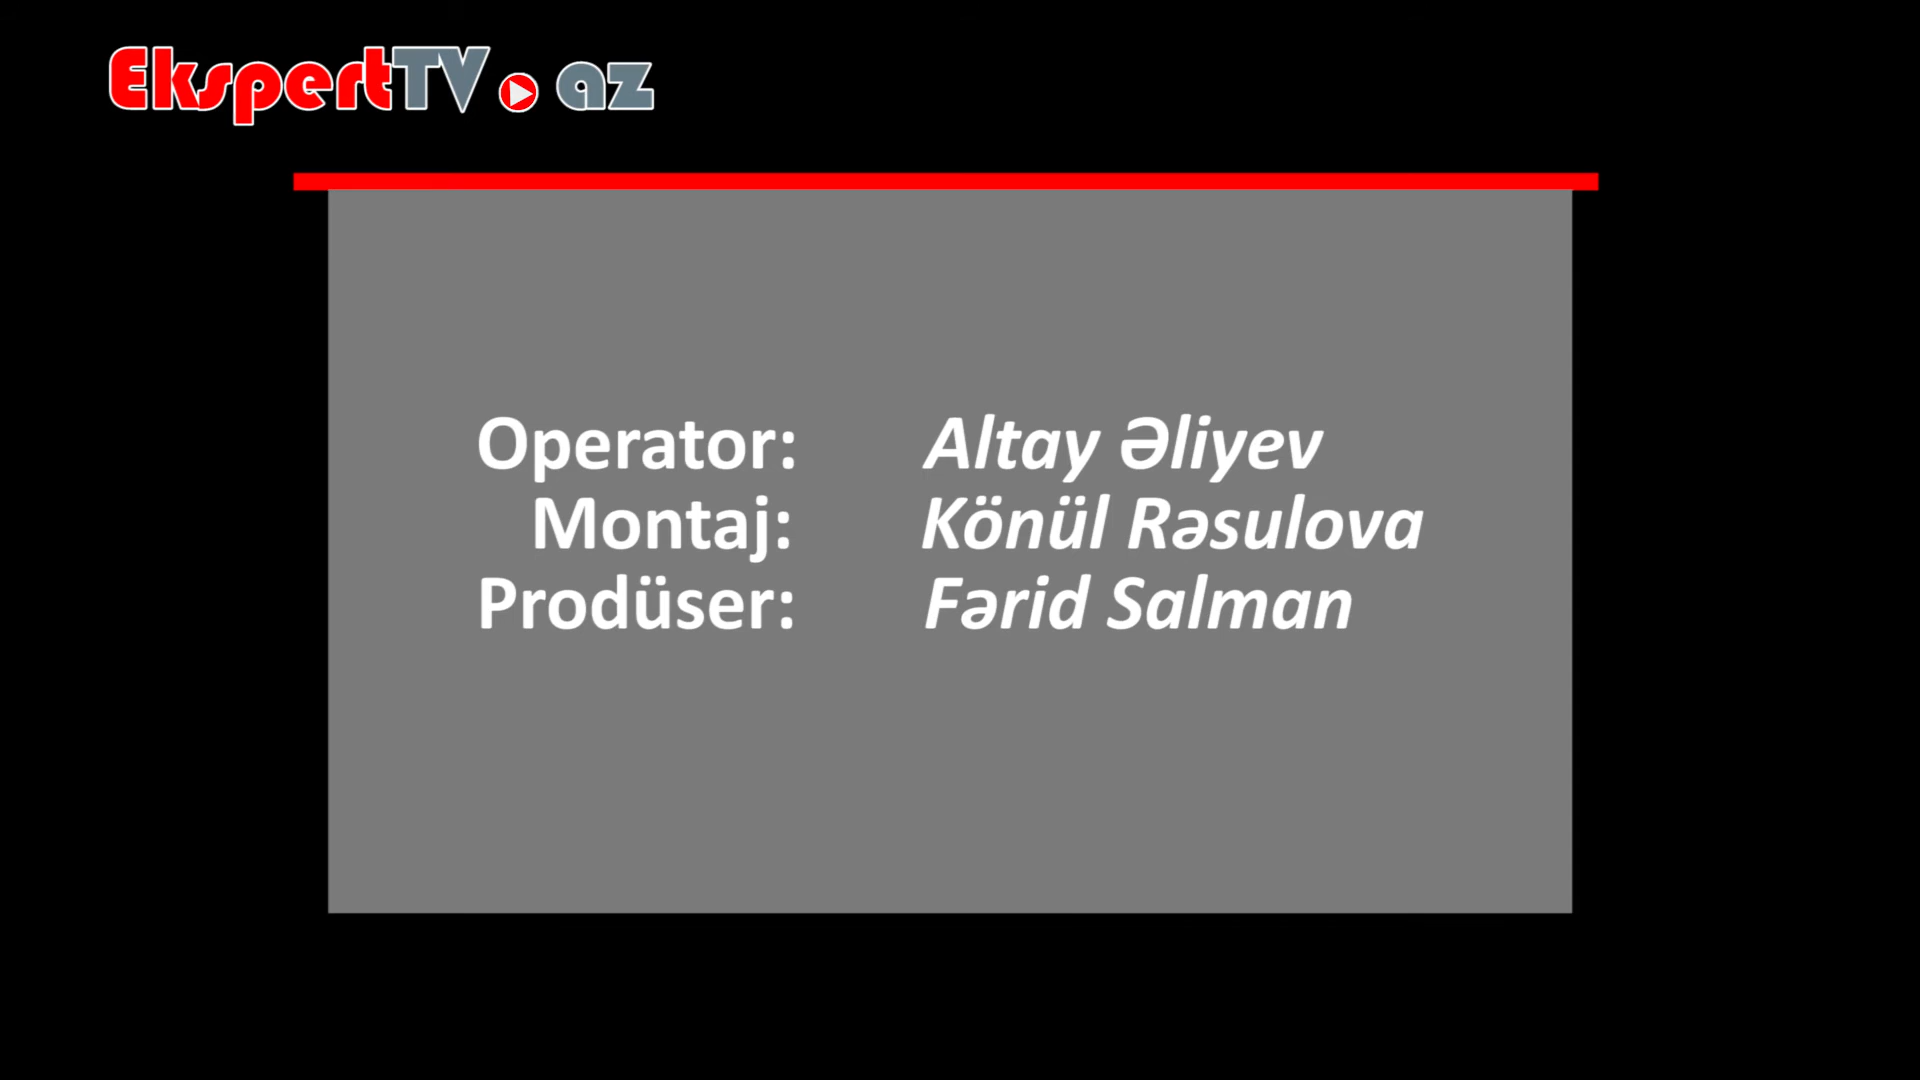 EkspertTV.az
Operator: Altay Əliyev
Montaj: Könül Rəsulova
Prodüser: Fərid Salman